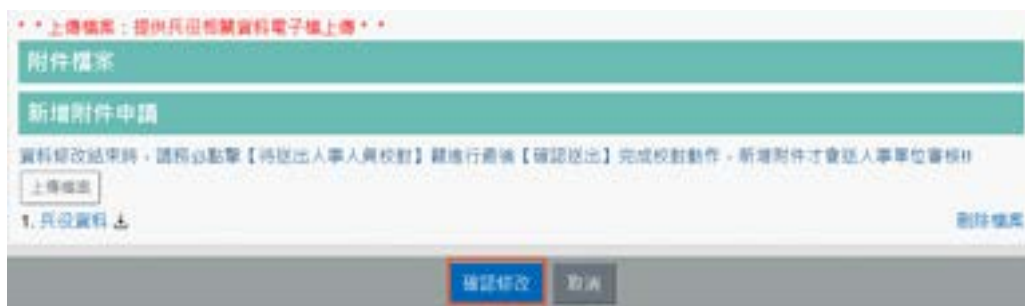 **上傳檔案：提供兵役相關資料電子檔上傳**
附件檔案
新增附件申請
資料修改結束時，請務必點擊【待送出人事人員校對】鍵進行最後【確認送出】完成校對動作，新增附件才會送人事單位審核!!
上傳檔案
1. 兵役資料
刪除檔案
確認修改
取消